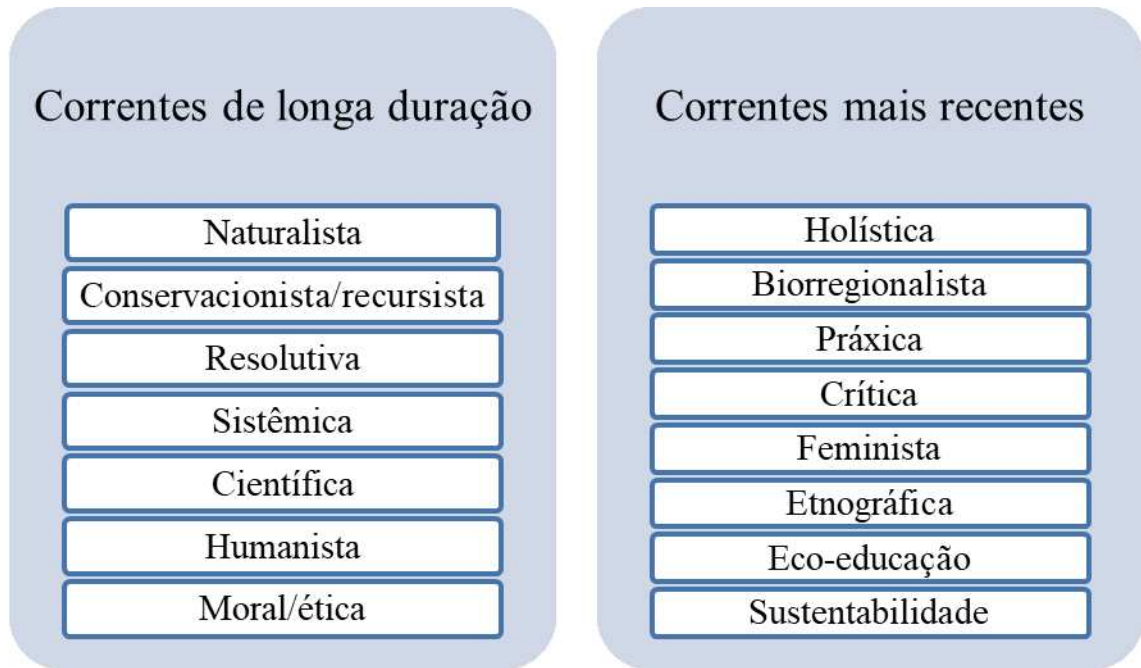 Correntes de longa duração
Naturalista
Conservacionista/recursista
Resolutiva
Sistêmica
Científica
Humanista
Moral/ética
Correntes mais recentes
Holística
Biorregionalista
Práxica
Crítica
Feminista
Etnográfica
Eco-educação
Sustentabilidade